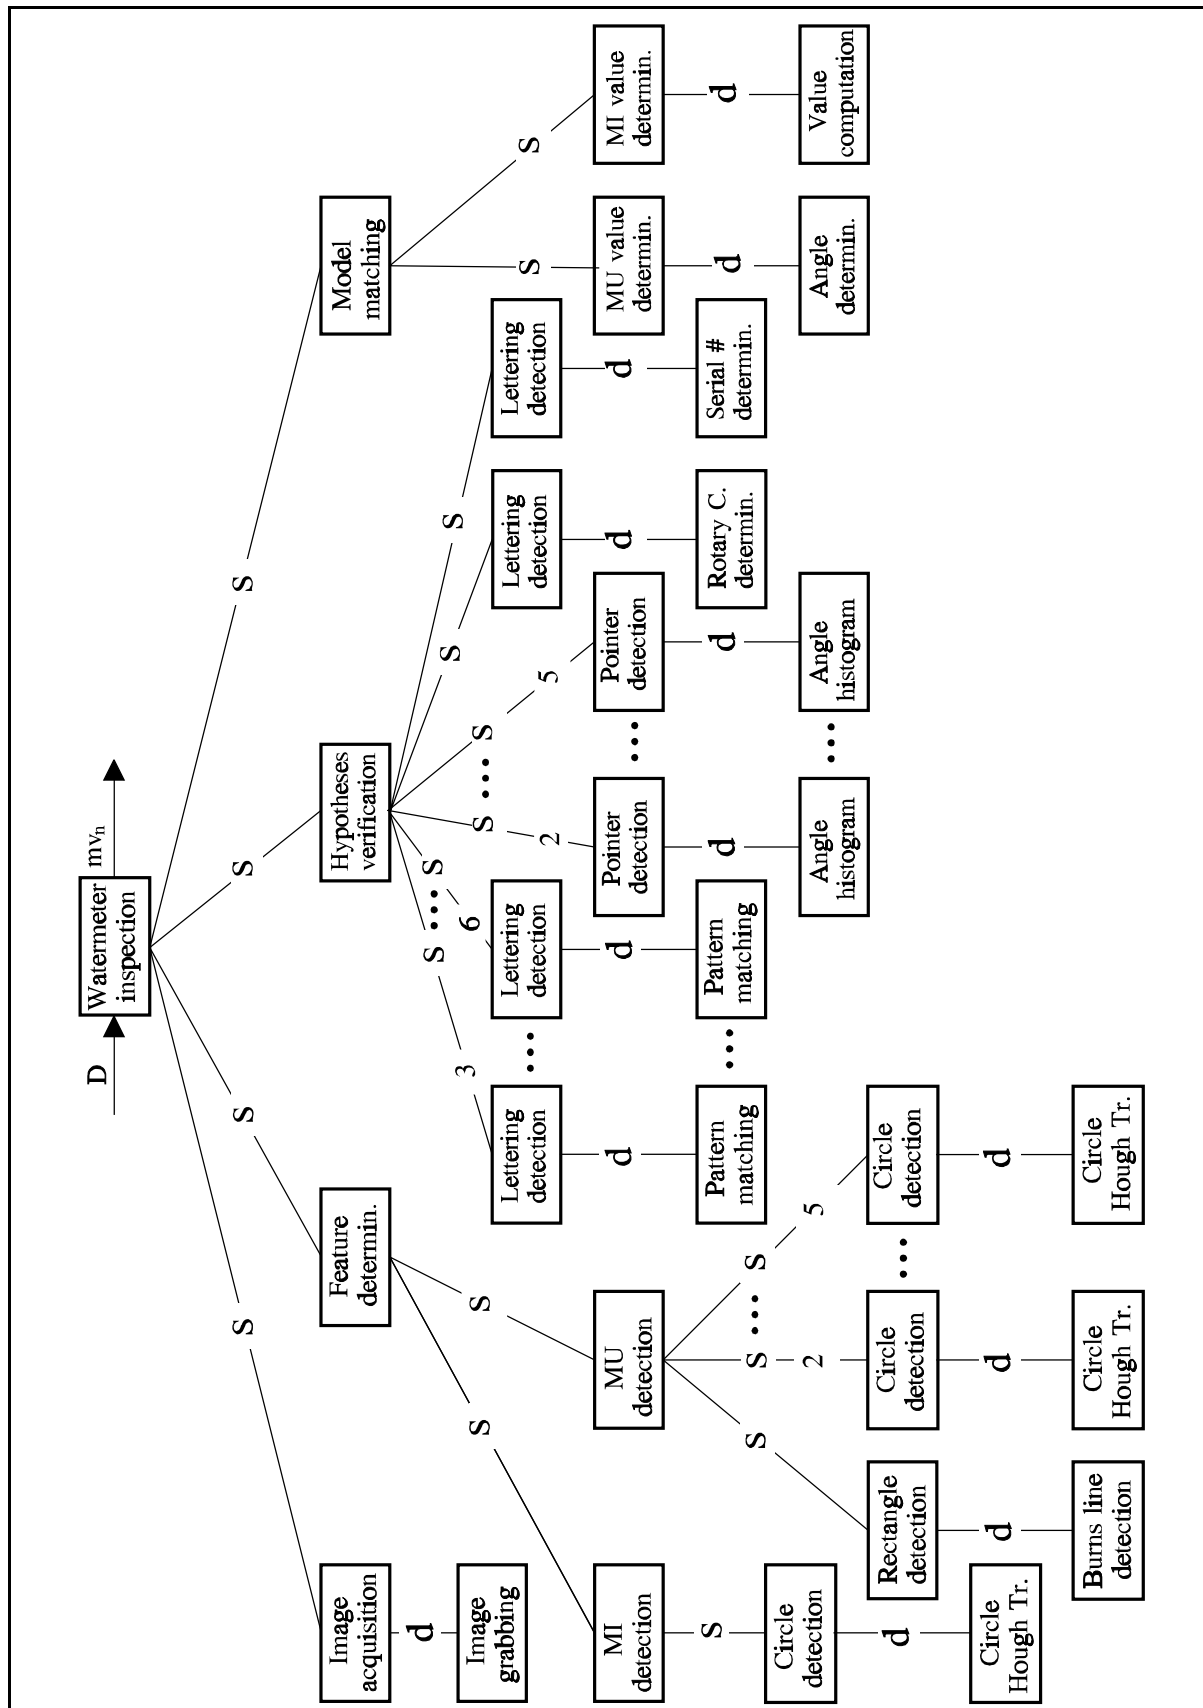 D
Watermeter
inspection
mv_n
s
s
s
s
Image
acquisition
Feature
determin.
Hypotheses
verification
Model
matching
d
Image
grabbing
s
s
s
3
....
s
6
s
2
....
s
5
s
s
s
s
Lettering
detection
...
Lettering
detection
Lettering
detection
Lettering
detection
MI
detection
MU
detection
Pointer
detection
...
Pointer
detection
MU value
determin.
MI value
determin.
d
d
d
d
Pattern
matching
...
Pattern
matching
Rotary C.
determin.
Serial #
determin.
s
s
s
2
....
s
5
d
d
d
d
Circle
detection
Angle
histogram
...
Angle
histogram
Angle
determin.
Value
computation
Rectangle
detection
Circle
detection
....
Circle
detection
d
Circle
Hough Tr.
d
d
d
Burns line
detection
Circle
Hough Tr.
Circle
Hough Tr.